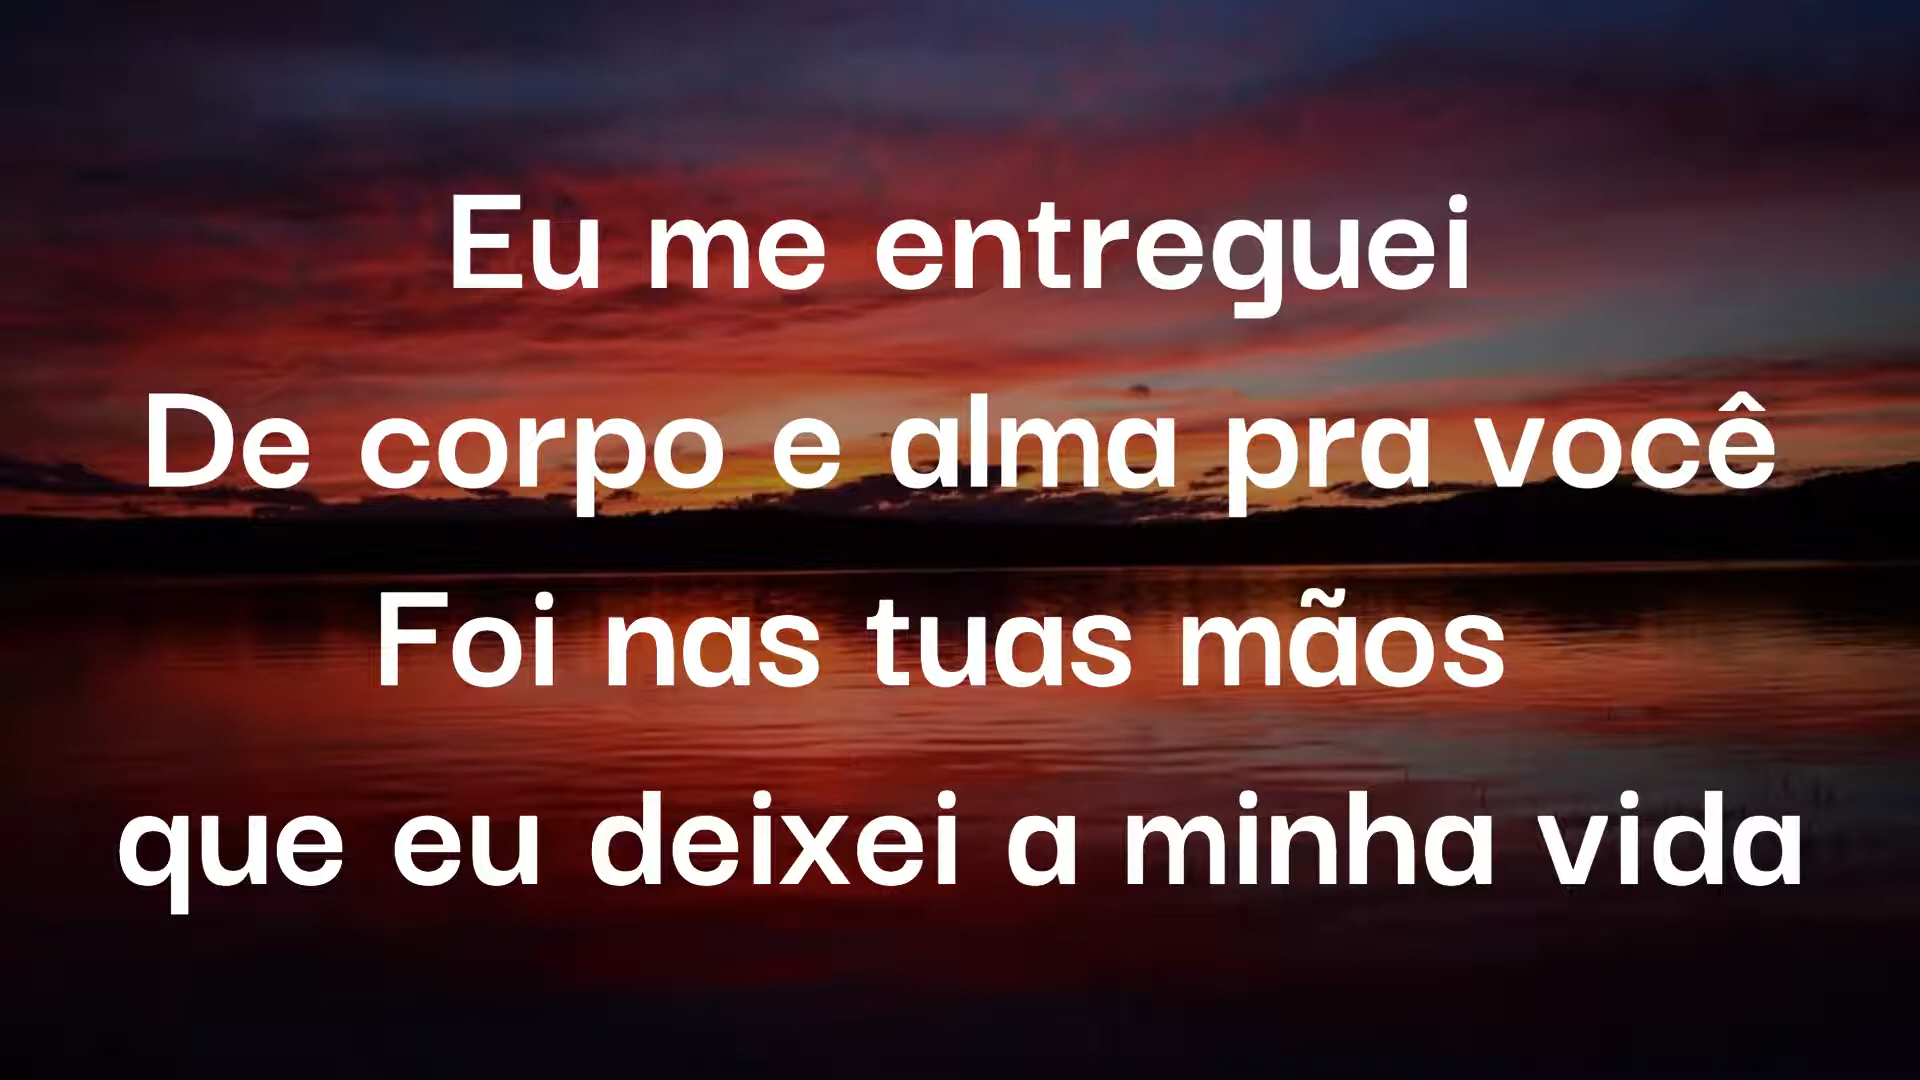 Eu me entreguei
De corpo e alma pra você
Foi nas tuas mãos
que eu deixei a minha vida